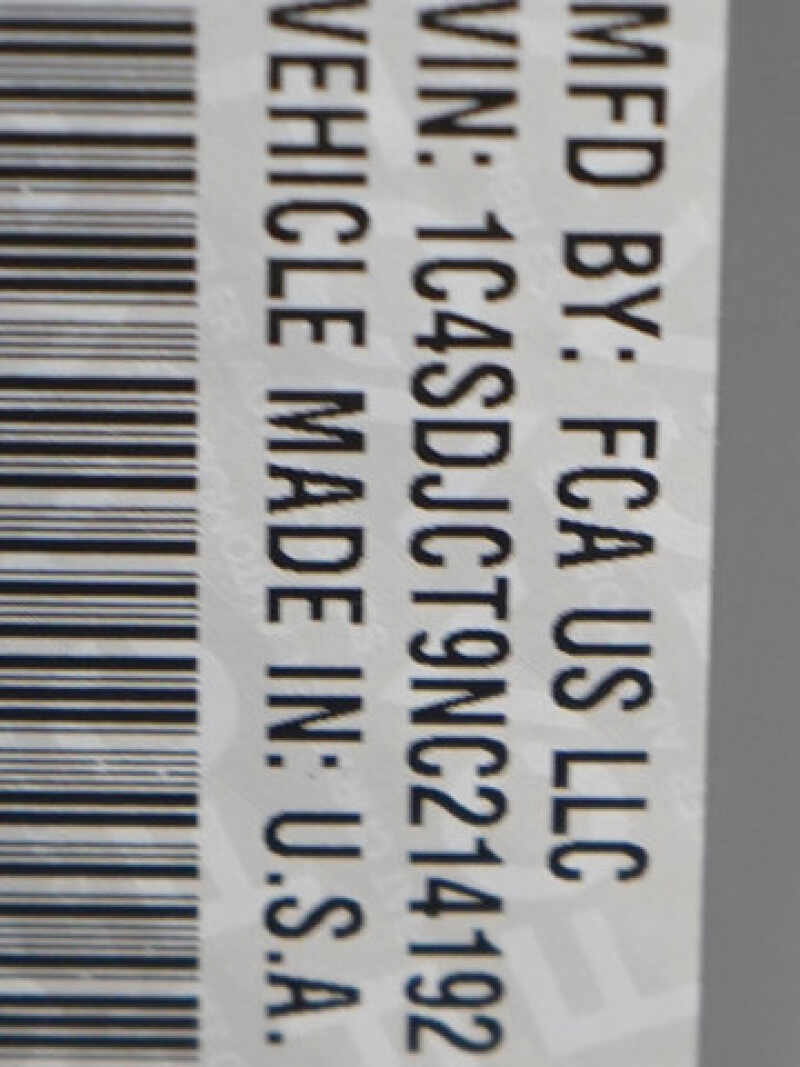 MFD BY: FCA US LLC
VIN: 1C4SDJCT9NC214192
VEHICLE MADE IN: U.S.A.